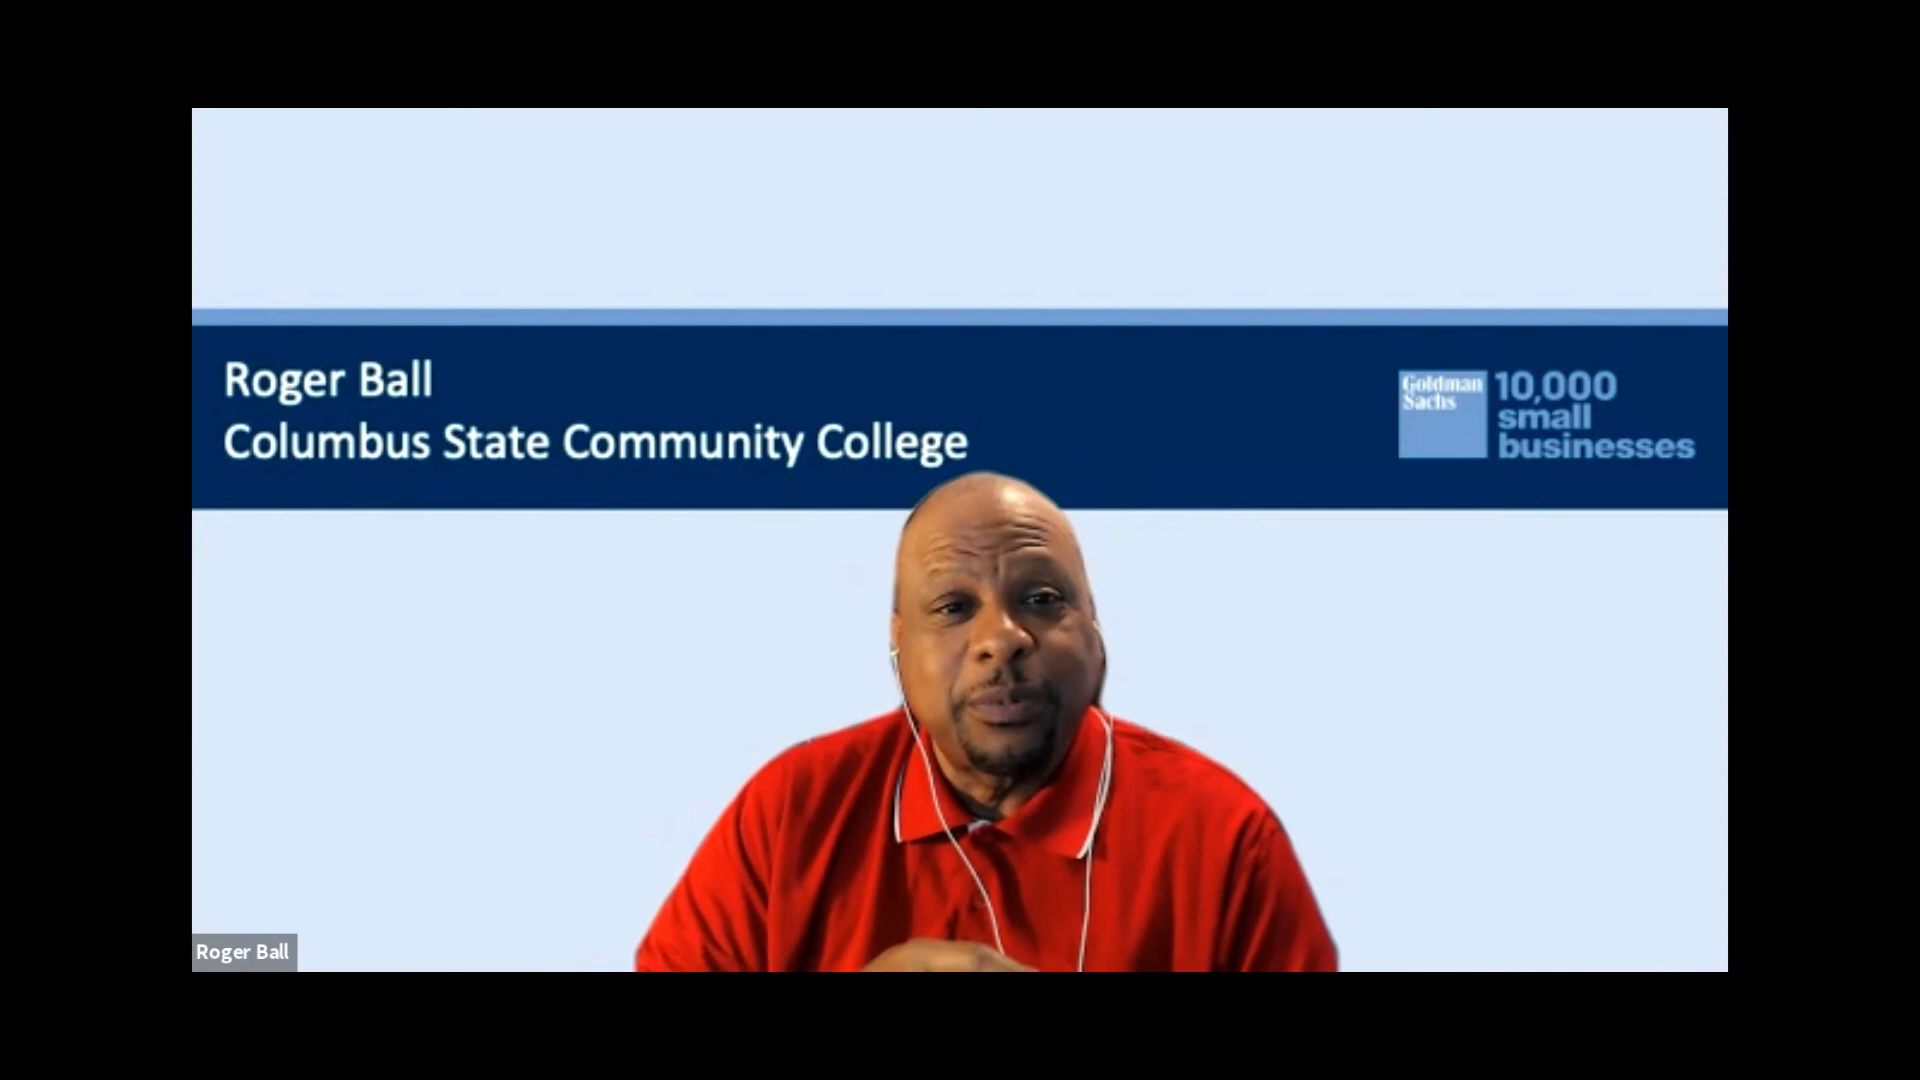 Roger Ball
Columbus State Community College
Goldman
Sachs
10,000
small
businesses
Roger Ball